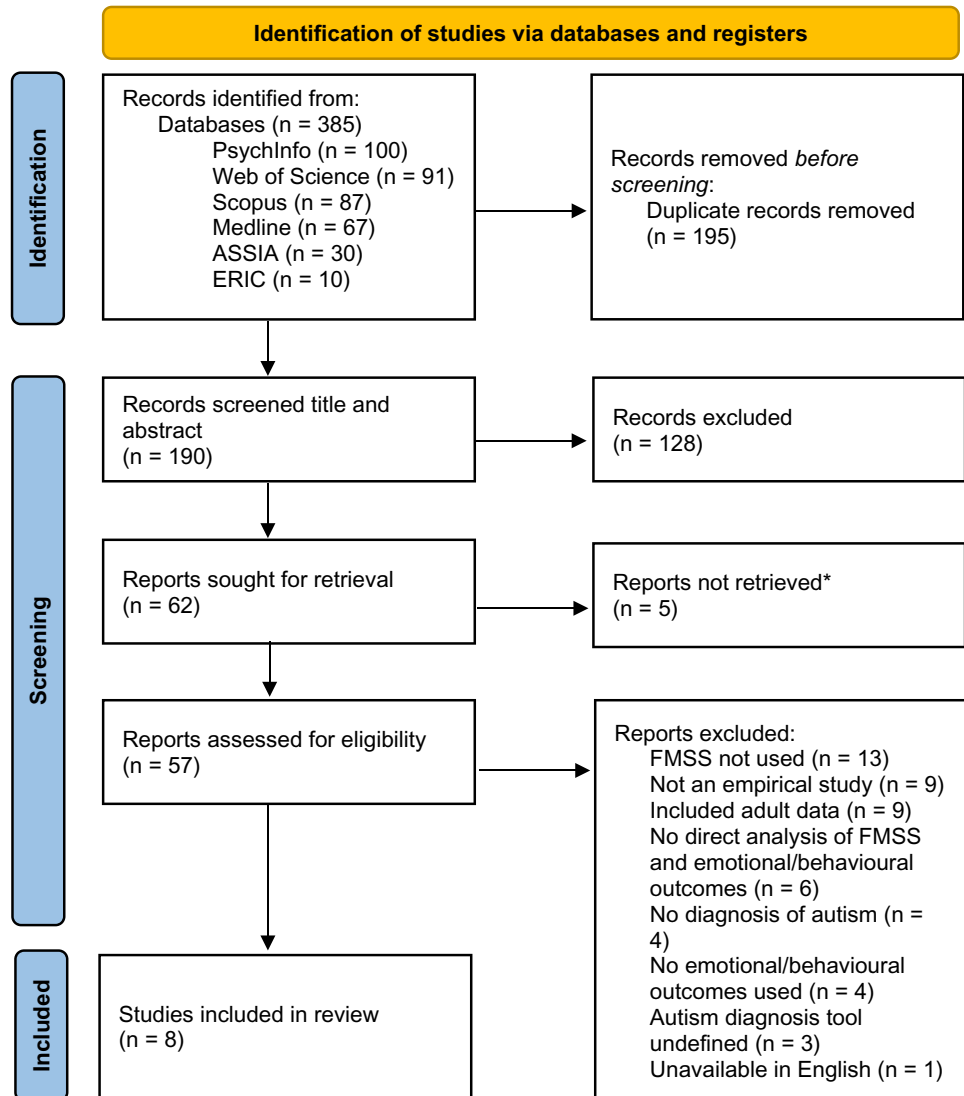 Identification of studies via databases and registers
Identification
Records identified from:
Databases (n = 385)
PsychInfo (n = 100)
Web of Science (n = 91)
Scopus (n = 87)
Medline (n = 67)
ASSIA (n = 30)
ERIC (n = 10)
Records removed before
screening:
Duplicate records removed
(n = 195)
Screening
Records screened title and
abstract
(n = 190)
Records excluded
(n = 128)
Reports sought for retrieval
(n = 62)
Reports not retrieved*
(n = 5)
Reports assessed for eligibility
(n = 57)
Reports excluded:
FMSS not used (n = 13)
Not an empirical study (n = 9)
Included adult data (n = 9)
No direct analysis of FMSS
and emotional/behavioural
outcomes (n = 6)
No diagnosis of autism (n =
4)
No emotional/behavioural
outcomes used (n = 4)
Autism diagnosis tool
undefined (n = 3)
Unavailable in English (n = 1)
Included
Studies included in review
(n = 8)